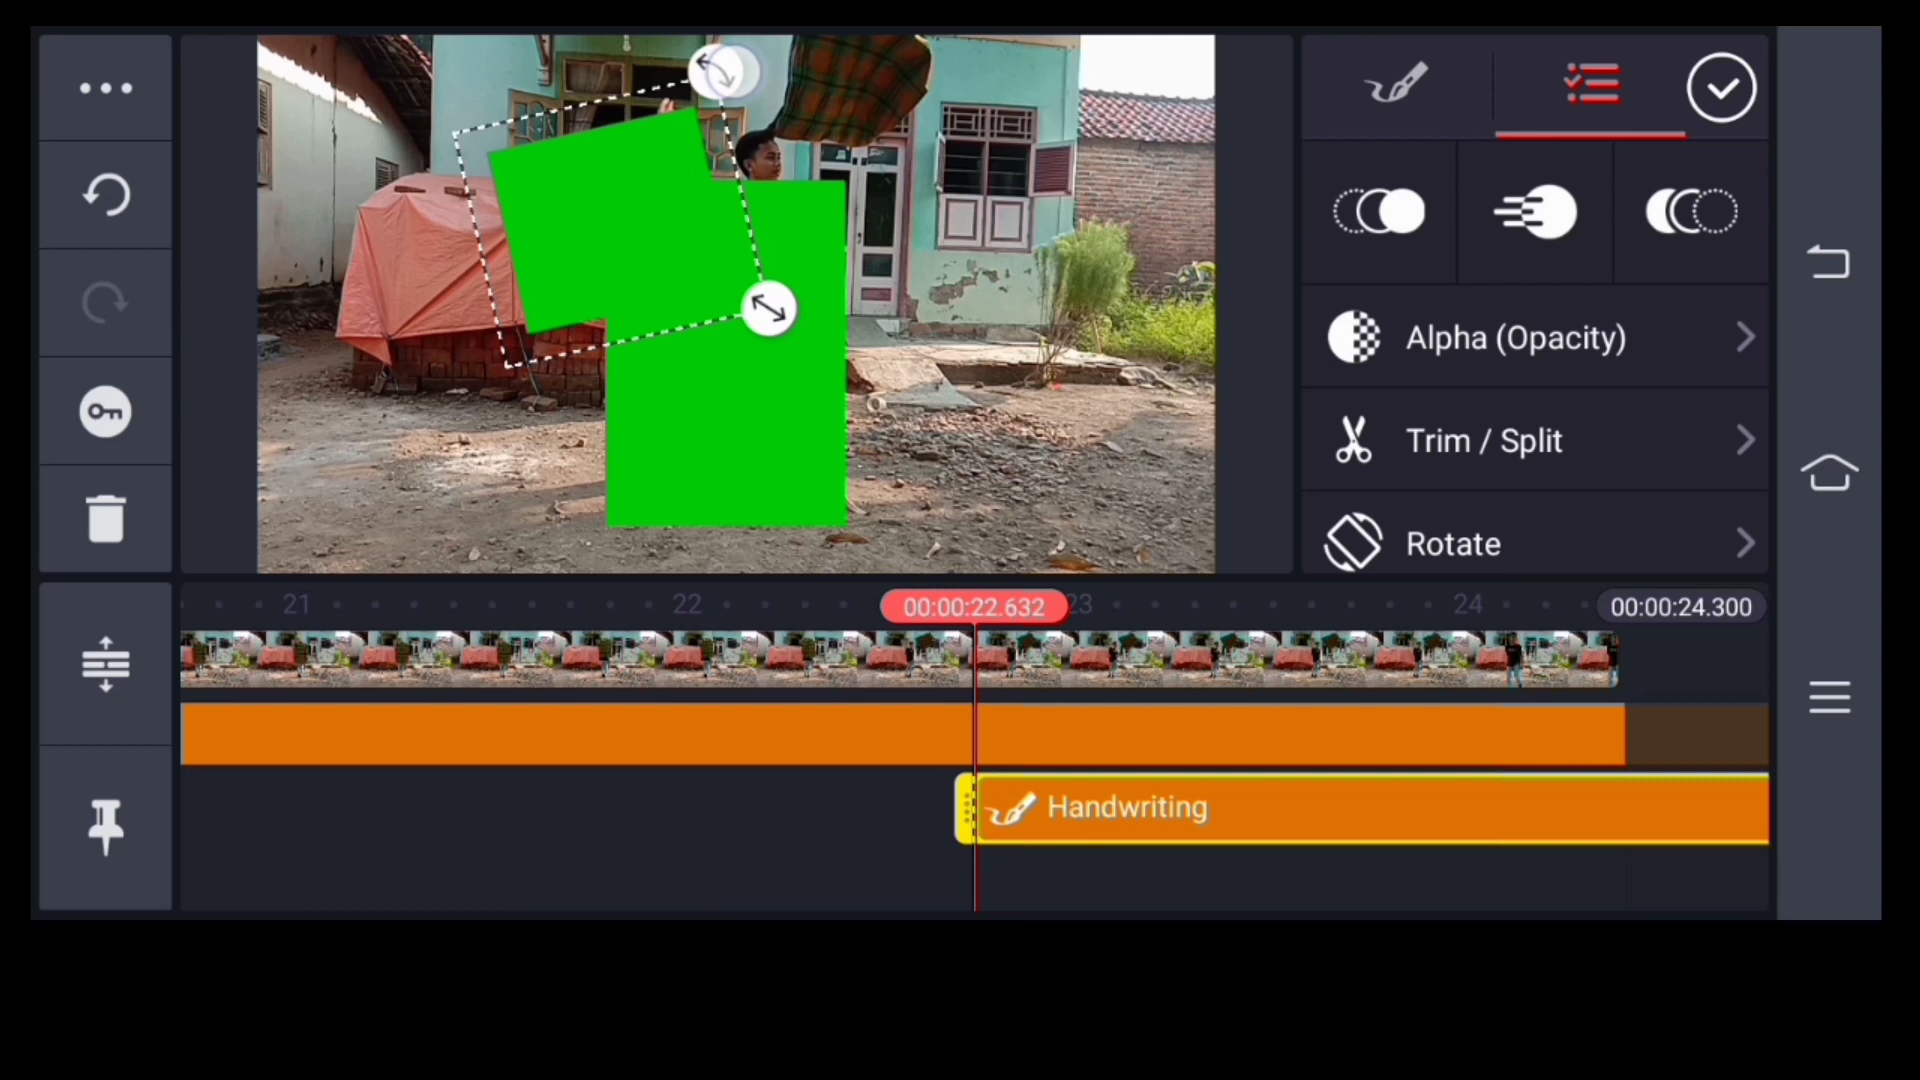 Alpha (Opacity)
Trim / Split
Rotate
21
22
00:00:22.632
23
24
00:00:24.300
Handwriting